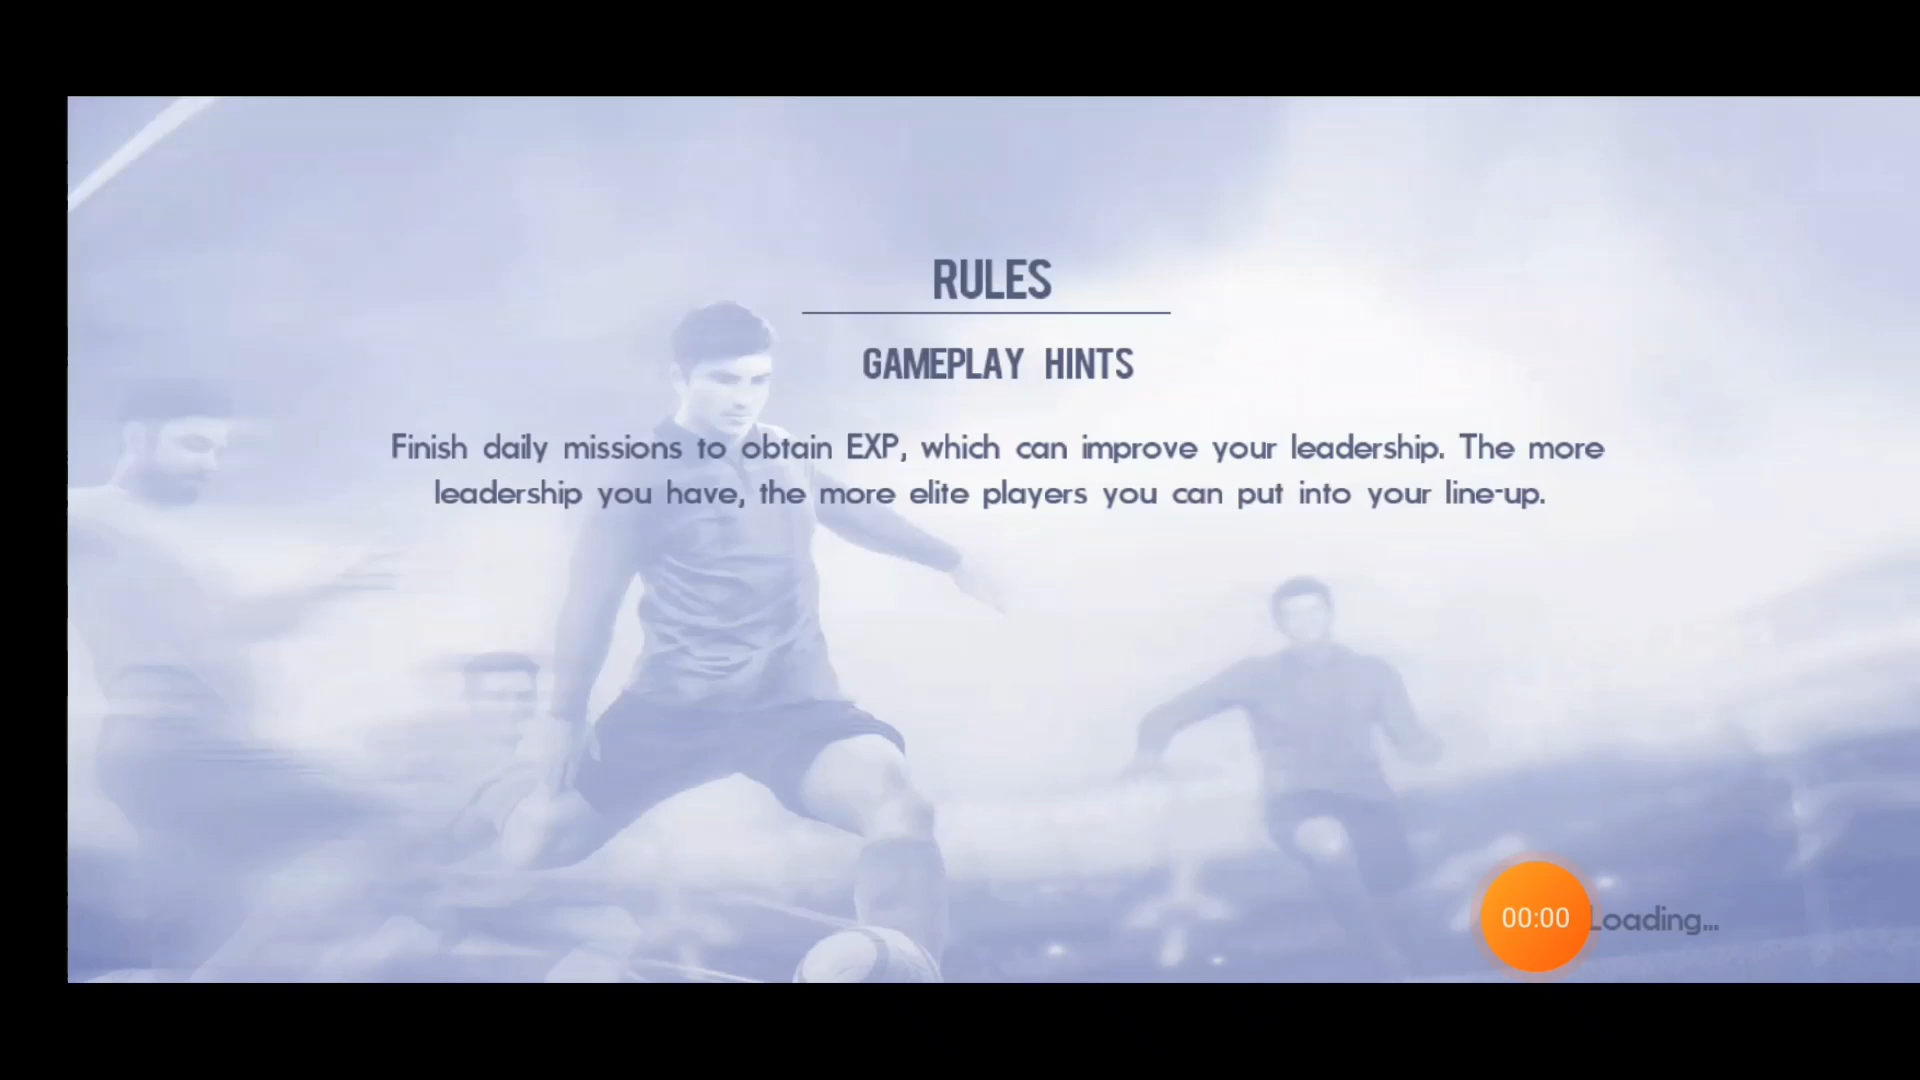 RULES
GAMEPLAY HINTS
Finish daily missions to obtain EXP, which can improve your leadership. The more
leadership you have, the more elite players you can put into your line-up.
00:00 Loading...